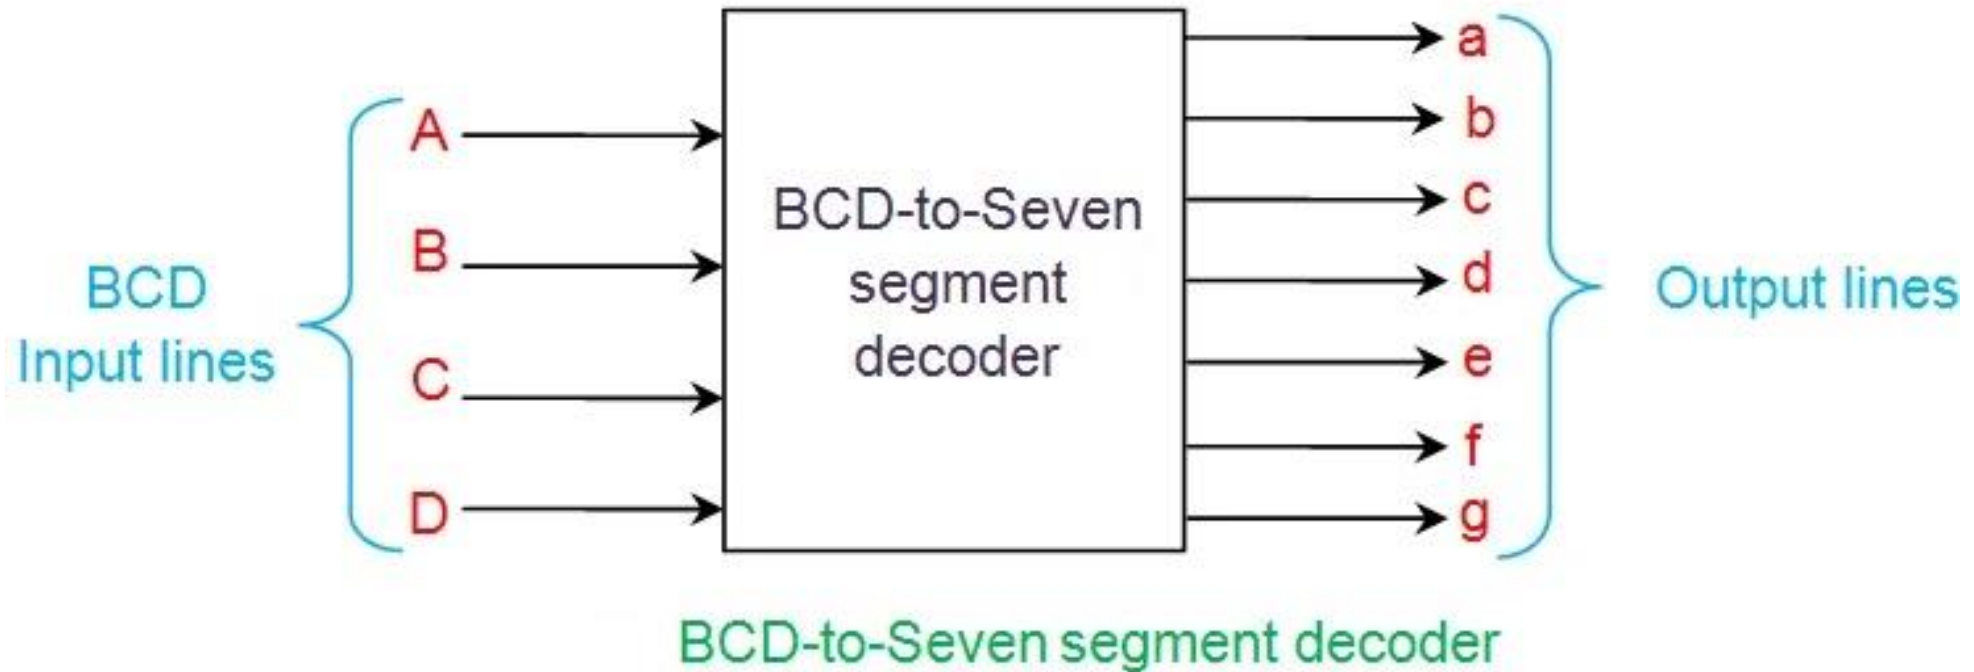 BCD
Input lines
A
B
C
D
BCD-to-Seven
segment
decoder
a
b
c
d
e
f
g
Output lines
BCD-to-Seven segment decoder